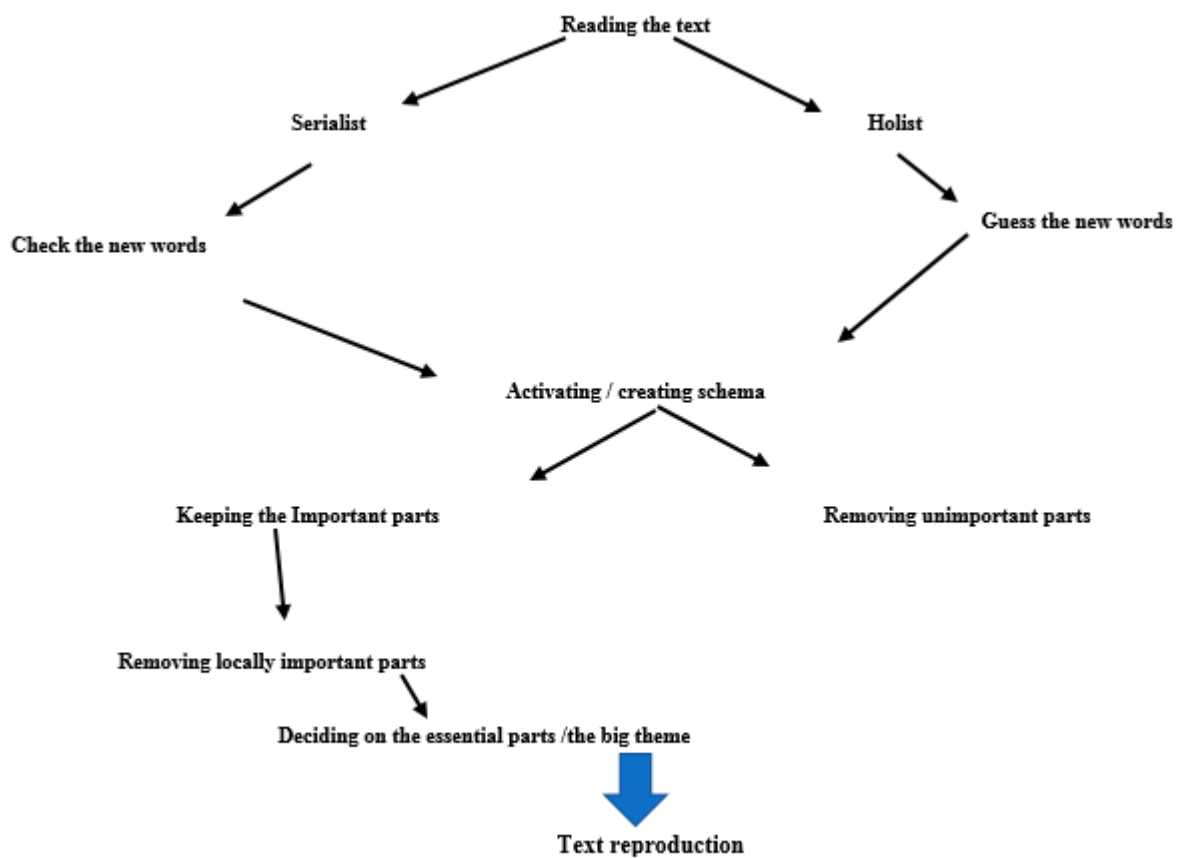 Reading the text
Serialist
Holist
Check the new words
Guess the new words
Activating / creating schema
Keeping the Important parts
Removing unimportant parts
Removing locally important parts
Deciding on the essential parts /the big theme
Text reproduction